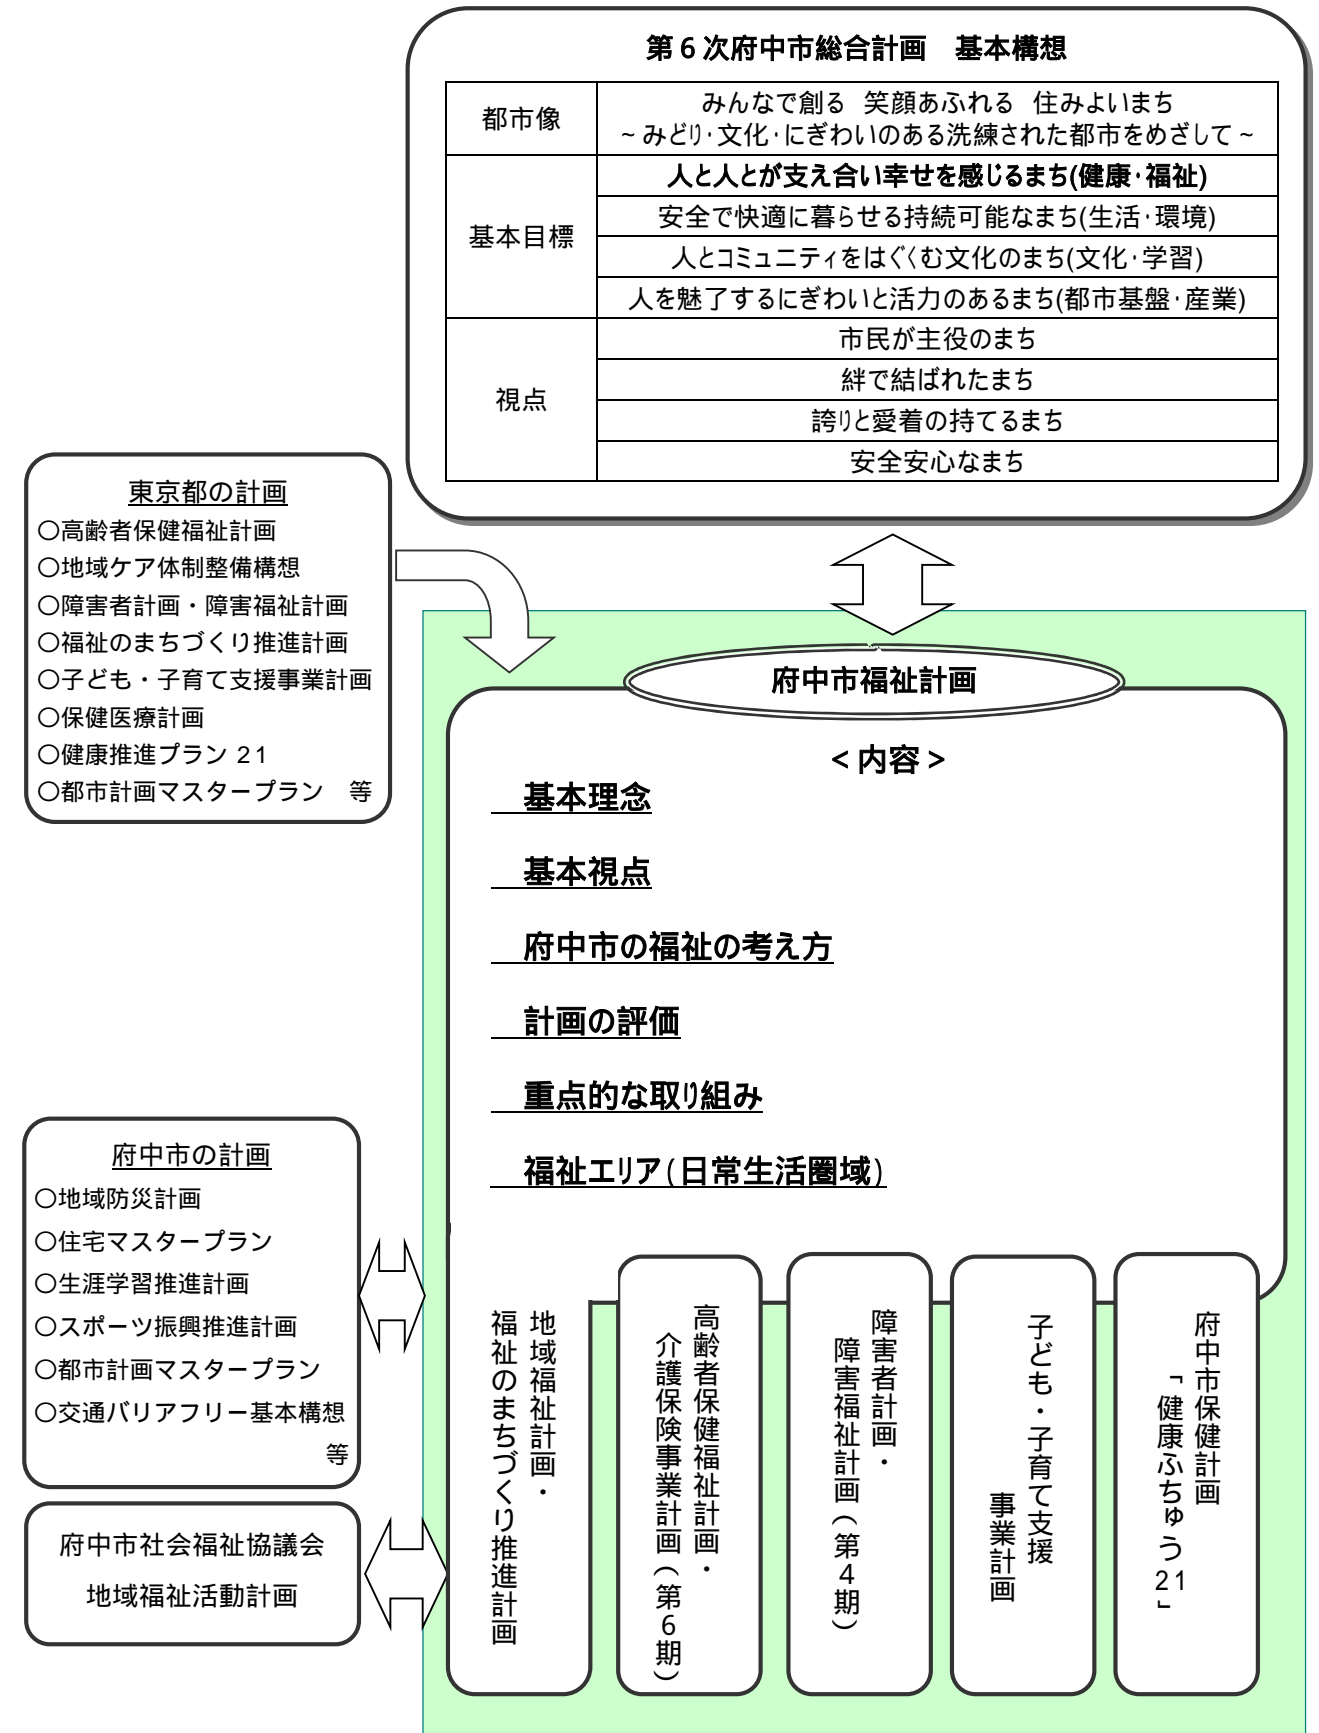 第6次府中市総合計画　基本構想
都市像
みんなで創る 笑顔あふれる 住みよいまち
~みどり・文化・にぎわいのある洗練された都市をめざして~
基本目標
人と人とが支え合い幸せを感じるまち(健康・福祉)
安全で快適に暮らせる持続可能なまち(生活・環境)
人とコミュニティをはぐくむ文化のまち(文化・学習)
人を魅了するにぎわいと活力のあるまち(都市基盤・産業)
視点
市民が主役のまち
絆で結ばれたまち
誇りと愛着の持てるまち
安全安心なまち
東京都の計画
○高齢者保健福祉計画
○地域ケア体制整備構想
○障害者計画・障害福祉計画
○福祉のまちづくり推進計画
○子ども・子育て支援事業計画
○保健医療計画
○健康推進プラン 21
○都市計画マスタープラン　等
府中市福祉計画
<内容>
基本理念
基本視点
府中市の福祉の考え方
計画の評価
重点的な取り組み
福祉エリア(日常生活圏域)
府中市の計画
○地域防災計画
○住宅マスタープラン
○生涯学習推進計画
○スポーツ振興推進計画
○都市計画マスタープラン
○交通バリアフリー基本構想
等
府中市社会福祉協議会
地域福祉活動計画
地域福祉計画・
福祉のまちづくり推進計画
高齢者保健福祉計画・
介護保険事業計画（第6期）
障害者計画・
障害福祉計画（第4期）
子ども・子育て支援
事業計画
府中市保健計画
「健康ふちゅう21」